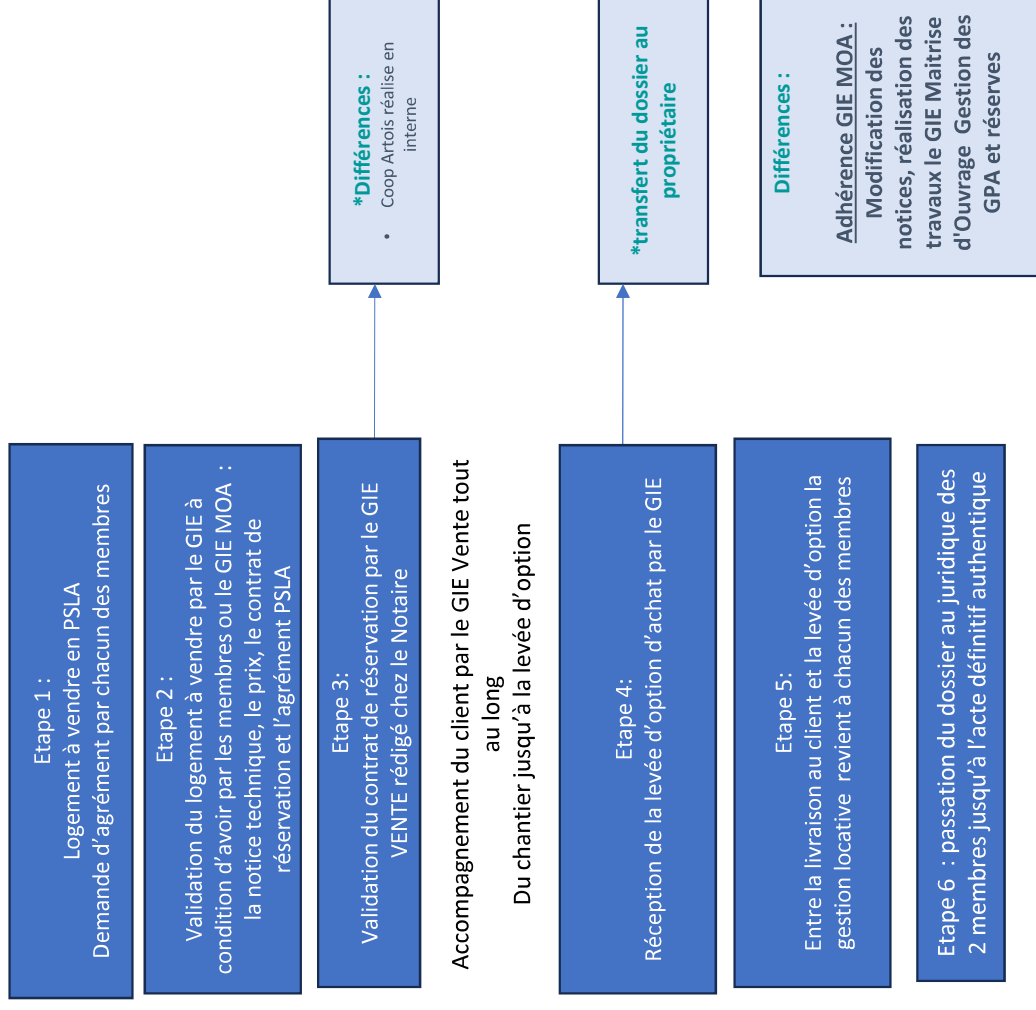 Etape 1 :
Logement à vendre en PSLA
Demande d'agrément par chacun des membres
Etape 2 :
Validation du logement à vendre par le GIE à
condition d'avoir par les membres ou le GIE MOA :
la notice technique, le prix, le contrat de
réservation et l'agrément PSLA
Etape 3:
Validation du contrat de réservation par le GIE
VENTE rédigé chez le Notaire
*Différences :
• Coop Artois réalise en
interne
Accompagnement du client par le GIE Vente tout
au long
Du chantier jusqu'à la levée d'option
Etape 4:
Réception de la levée d'option d'achat par le GIE
*transfert du dossier au
propriétaire
Etape 5:
Entre la livraison au client et la levée d'option la
gestion locative revient à chacun des membres
Différences :
Adhérence GIE MOA :
Modification des
notices, réalisation des
travaux le GIE Maitrise
d'Ouvrage Gestion des
GPA et réserves
Etape 6 : passation du dossier au juridique des
2 membres jusqu'à l'acte définitif authentique